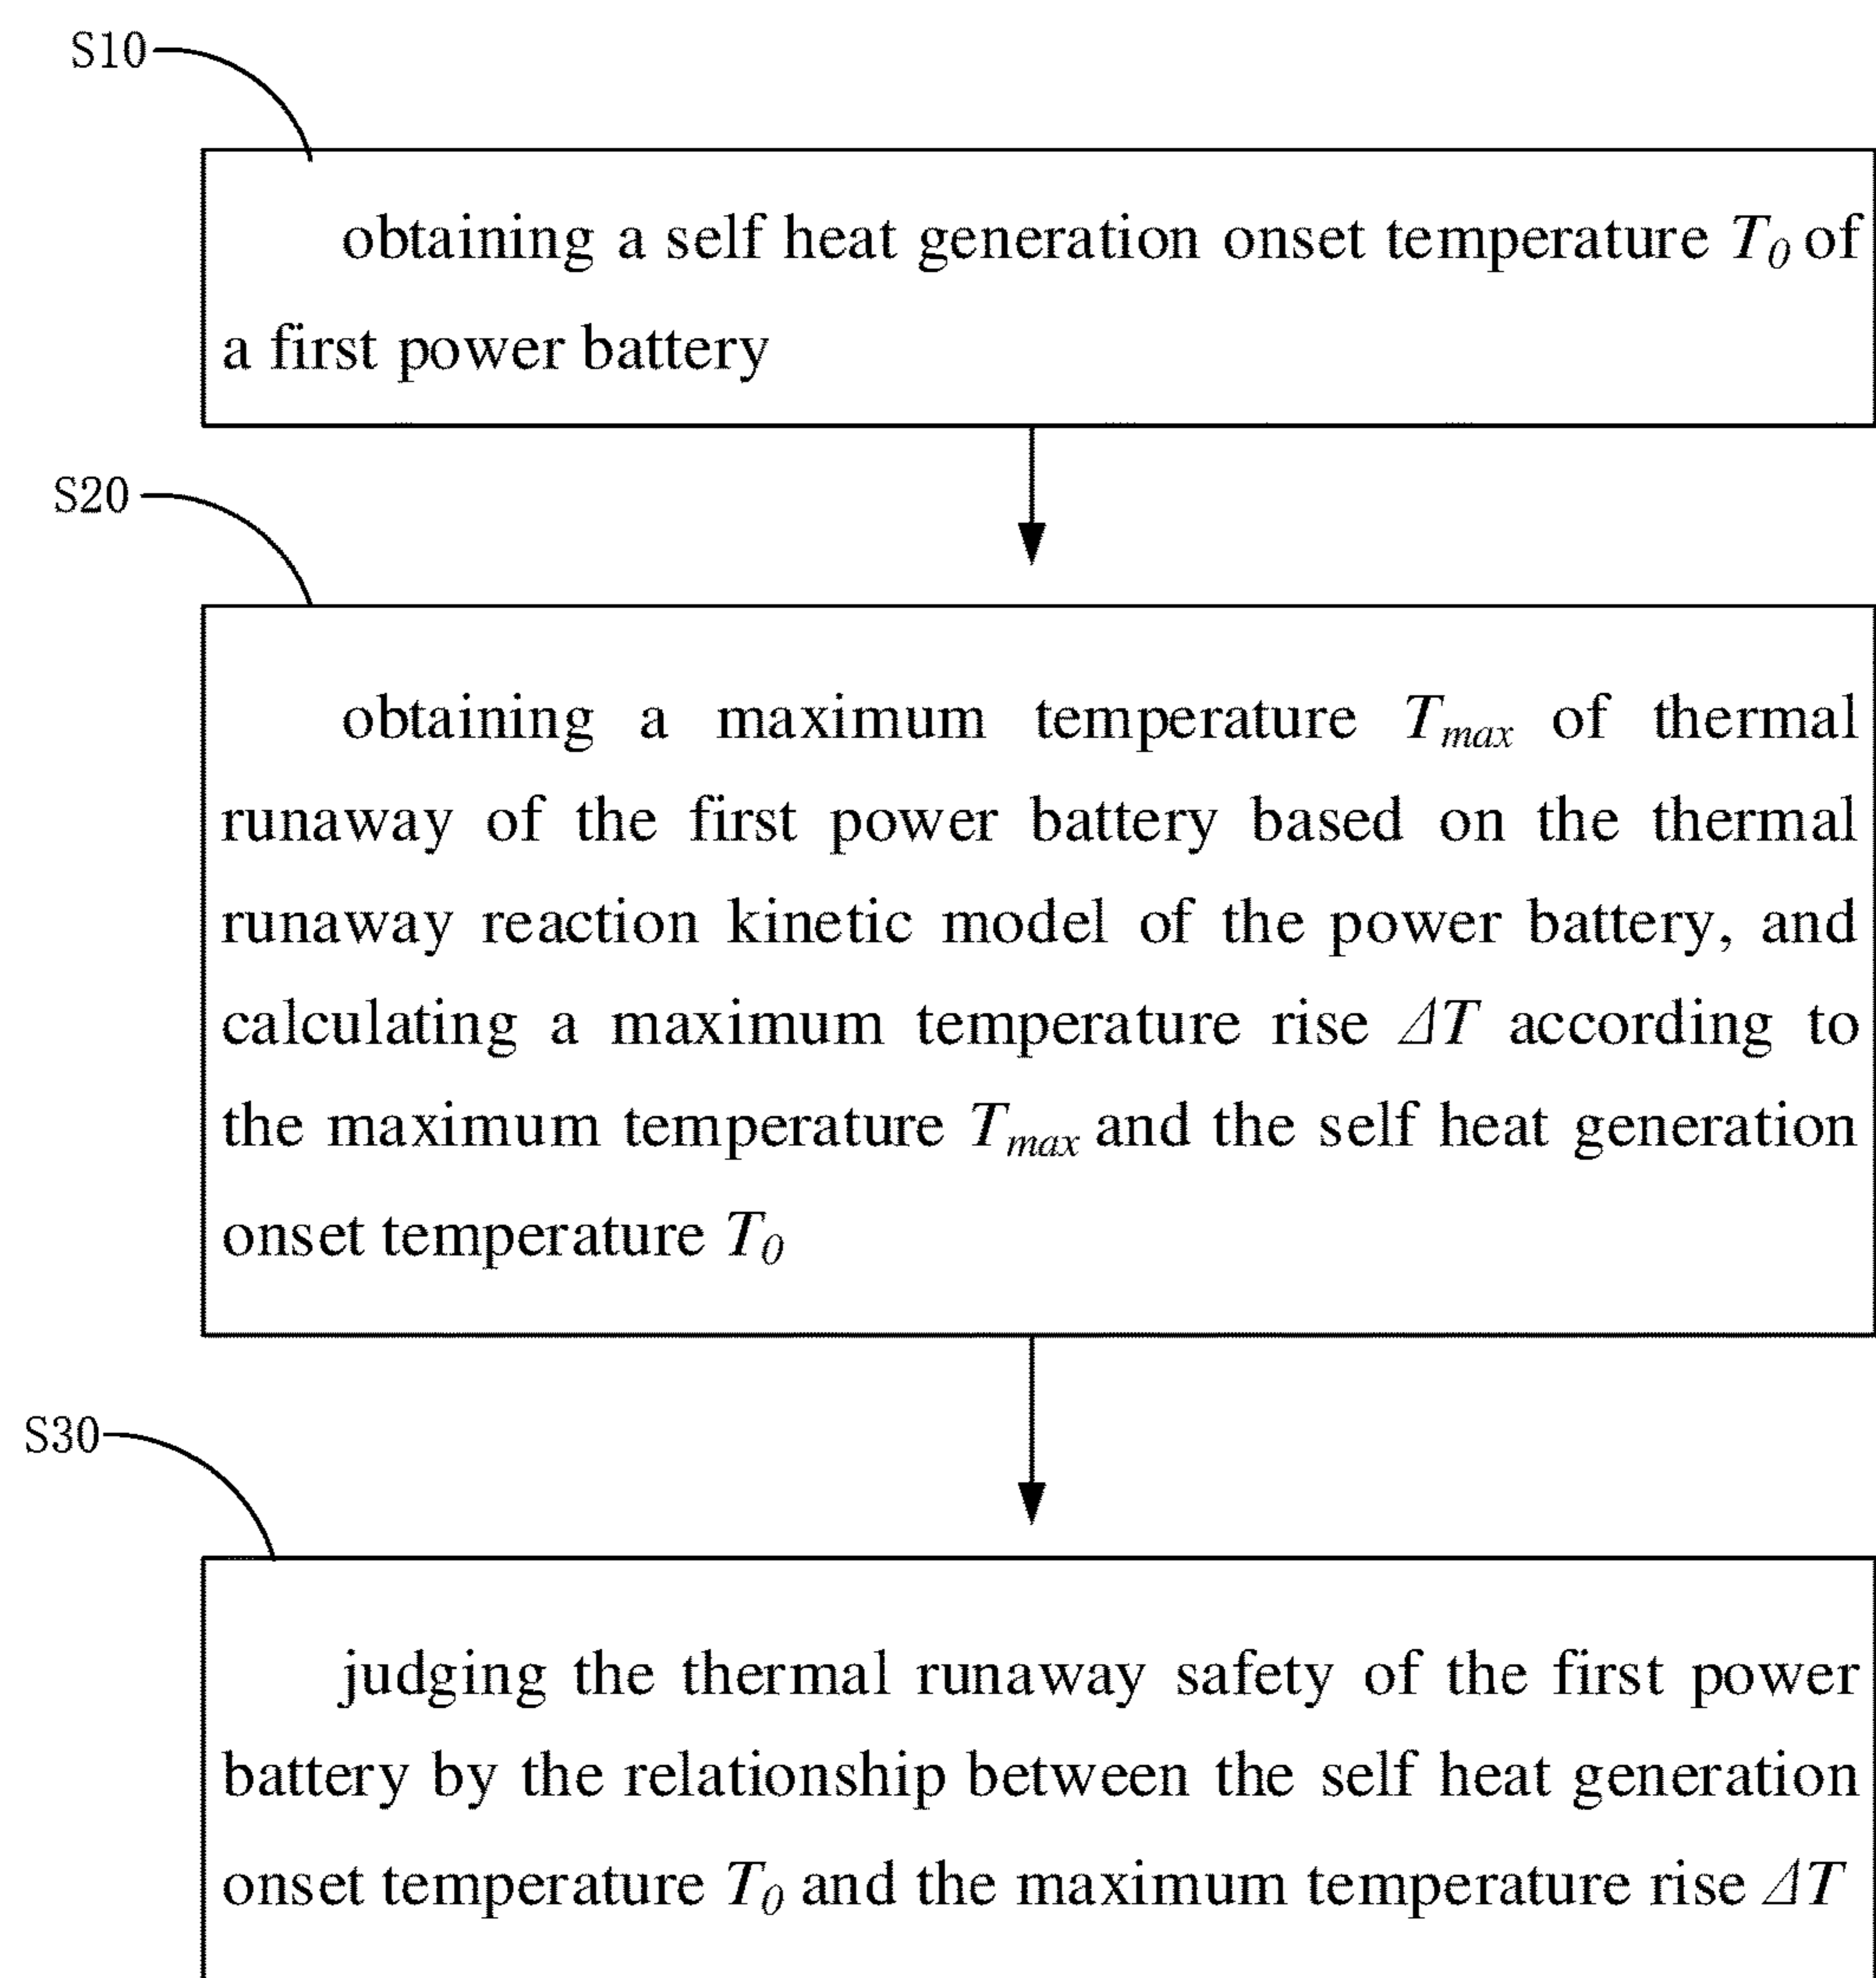 S10
obtaining a self heat generation onset temperature T₀ of
a first power battery
S20
obtaining a maximum temperature Tmax of thermal
runaway of the first power battery based on the thermal
runaway reaction kinetic model of the power battery, and
calculating a maximum temperature rise ΔT according to
the maximum temperature Tmax and the self heat generation
onset temperature T₀
S30
judging the thermal runaway safety of the first power
battery by the relationship between the self heat generation
onset temperature T₀ and the maximum temperature rise ΔT